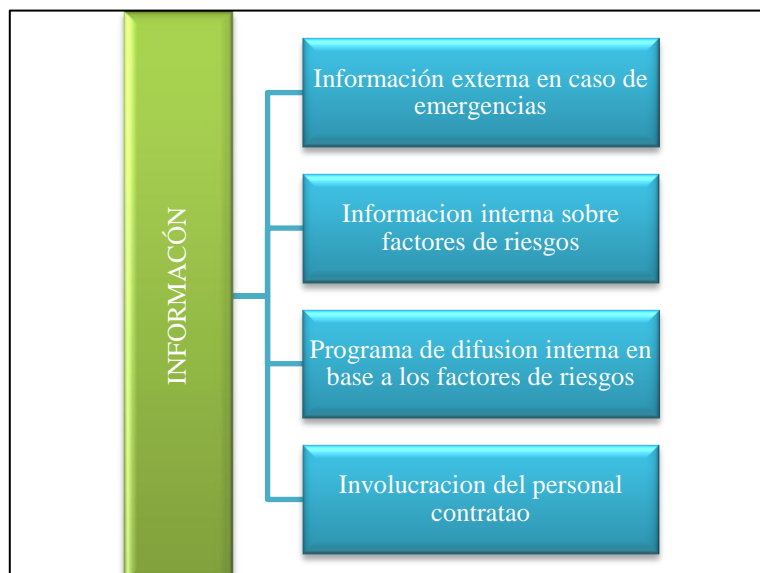 INFORMACÓN
Información externa en caso de
emergencias
Informacion interna sobre
factores de riesgos
Programa de difusion interna en
base a los factores de riesgos
Involucracion del personal
contratao